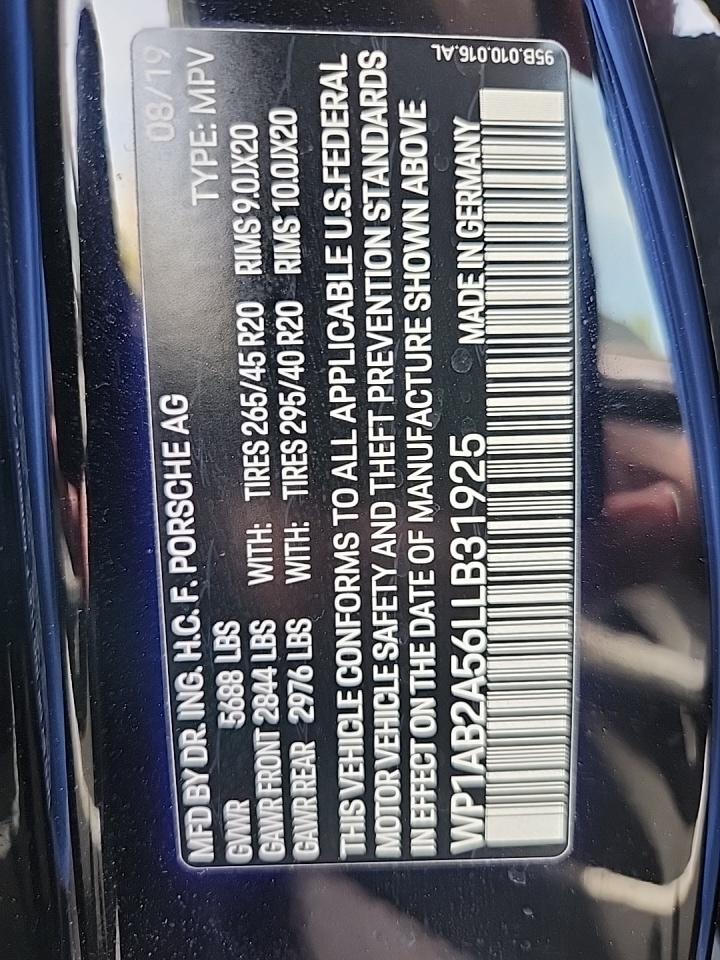 MFD BY DR. ING. H.C. F. PORSCHE AG 08/19
GVWR 5688 LBS TYPE: MPV
GAWR FRONT 2844 LBS WITH: TIRES 265/45 R20 RIMS 9.0JX20
GAWR REAR 2976 LBS WITH: TIRES 295/40 R20 RIMS 10.0JX20
THIS VEHICLE CONFORMS TO ALL APPLICABLE U.S.FEDERAL
MOTOR VEHICLE SAFETY AND THEFT PREVENTION STANDARDS
IN EFFECT ON THE DATE OF MANUFACTURE SHOWN ABOVE
WP1AB2A56LLB31925 MADE IN GERMANY
95B.010.016.AL